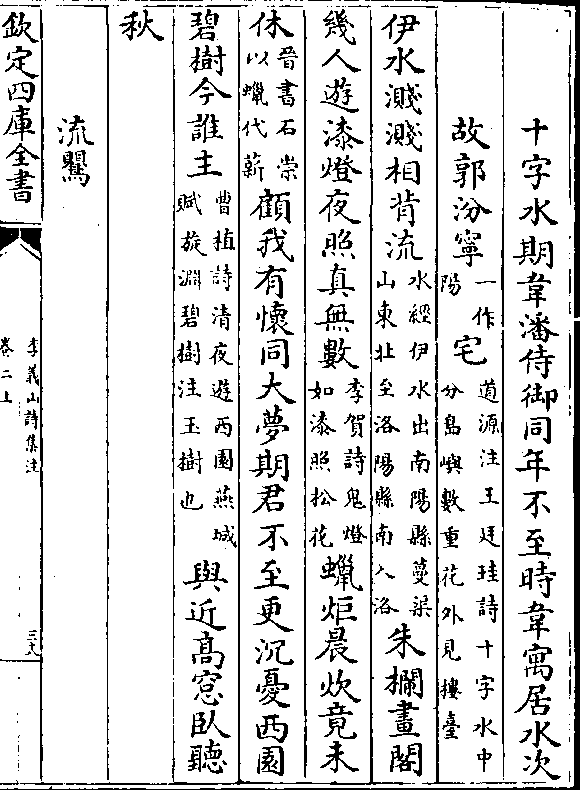 十字水期韋潘侍御同年不至時韋寓居水次
故郭汾寧一作陽宅道源注王廷珪詩十字水中分島嶼數重花外見樓臺
伊水濺濺相背流水經伊水出南陽縣蔓渠山東北至洛陽縣南入洛朱欄畫閣
幾人遊漆燈夜照真無數李賀詩鬼燈如漆照松花蠟炬晨炊竟未
休晉書石崇以蠟代薪顧我有懷同大夢期君不至更沉憂西園
碧樹今誰主曹植詩清夜遊西園燕城賦旋淵碧樹注玉樹也與近高窓臥聽
秋
流鸎
欽定四庫全書
李義山詩集注
卷二上
三八